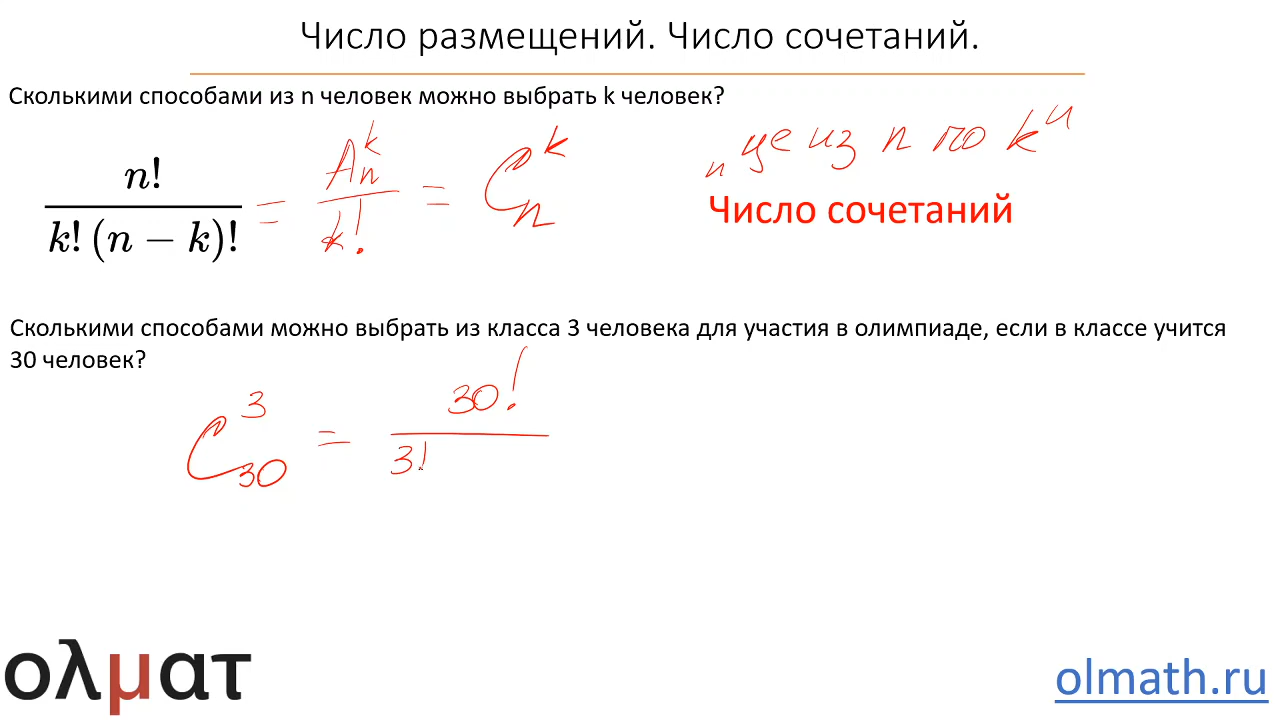 Число размещений. Число сочетаний.
Сколькими способами из n человек можно выбрать k человек?
n! / k! (n − k)! = A_n^k / k! = C_n^k
"це из n по k"
Число сочетаний
Сколькими способами можно выбрать из класса 3 человека для участия в олимпиаде, если в классе учится
30 человек?
C_30^3 = 30! / 3!
ολματ
olmath.ru